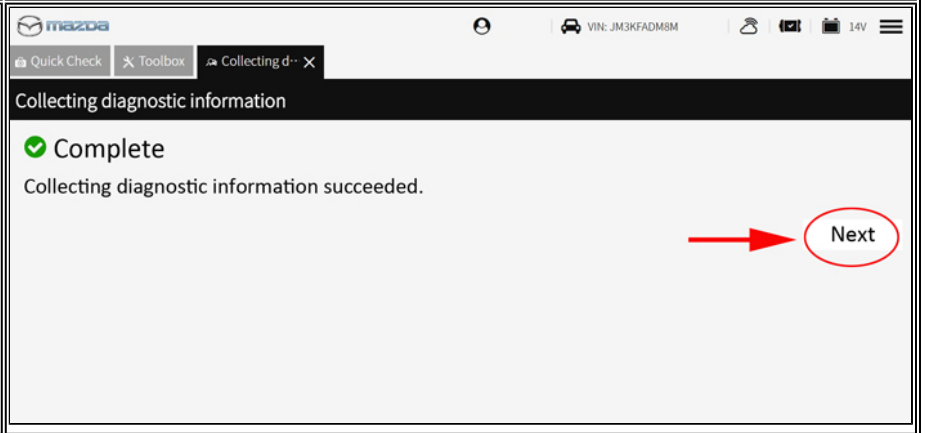 mazda
VIN: JM3KFADM8M
14V
Quick Check
Toolbox
Collecting d··
Collecting diagnostic information
Complete
Collecting diagnostic information succeeded.
Next